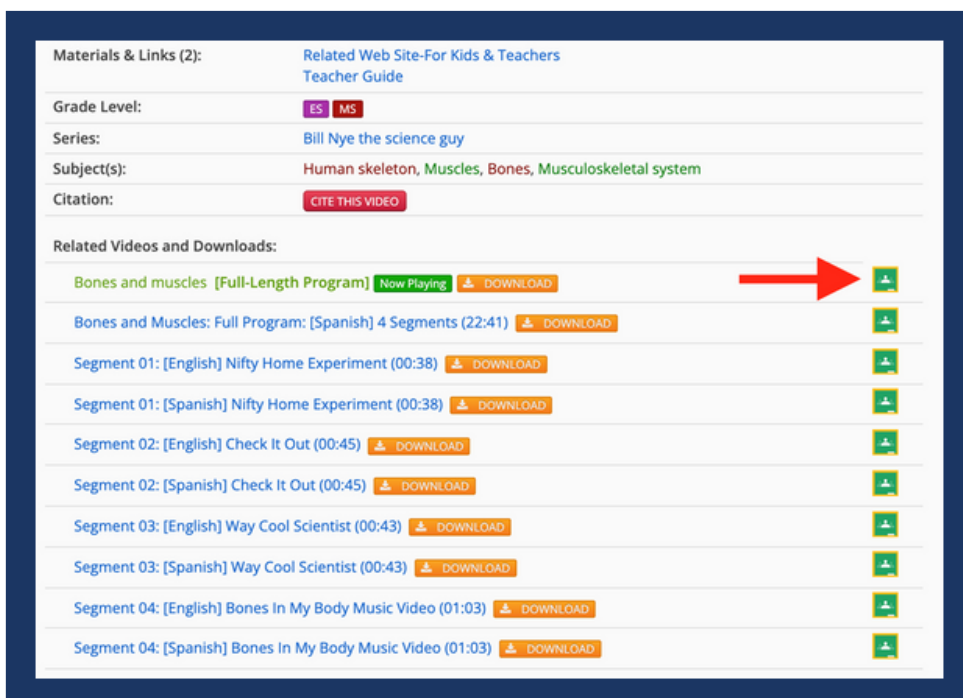 Materials & Links (2): Related Web Site-For Kids & Teachers
Teacher Guide
Grade Level: ES MS
Series: Bill Nye the science guy
Subject(s): Human skeleton, Muscles, Bones, Musculoskeletal system
Citation: CITE THIS VIDEO
Related Videos and Downloads:
Bones and muscles [Full-Length Program] Now Playing DOWNLOAD
Bones and Muscles: Full Program: [Spanish] 4 Segments (22:41) DOWNLOAD
Segment 01: [English] Nifty Home Experiment (00:38) DOWNLOAD
Segment 01: [Spanish] Nifty Home Experiment (00:38) DOWNLOAD
Segment 02: [English] Check It Out (00:45) DOWNLOAD
Segment 02: [Spanish] Check It Out (00:45) DOWNLOAD
Segment 03: [English] Way Cool Scientist (00:43) DOWNLOAD
Segment 03: [Spanish] Way Cool Scientist (00:43) DOWNLOAD
Segment 04: [English] Bones In My Body Music Video (01:03) DOWNLOAD
Segment 04: [Spanish] Bones In My Body Music Video (01:03) DOWNLOAD